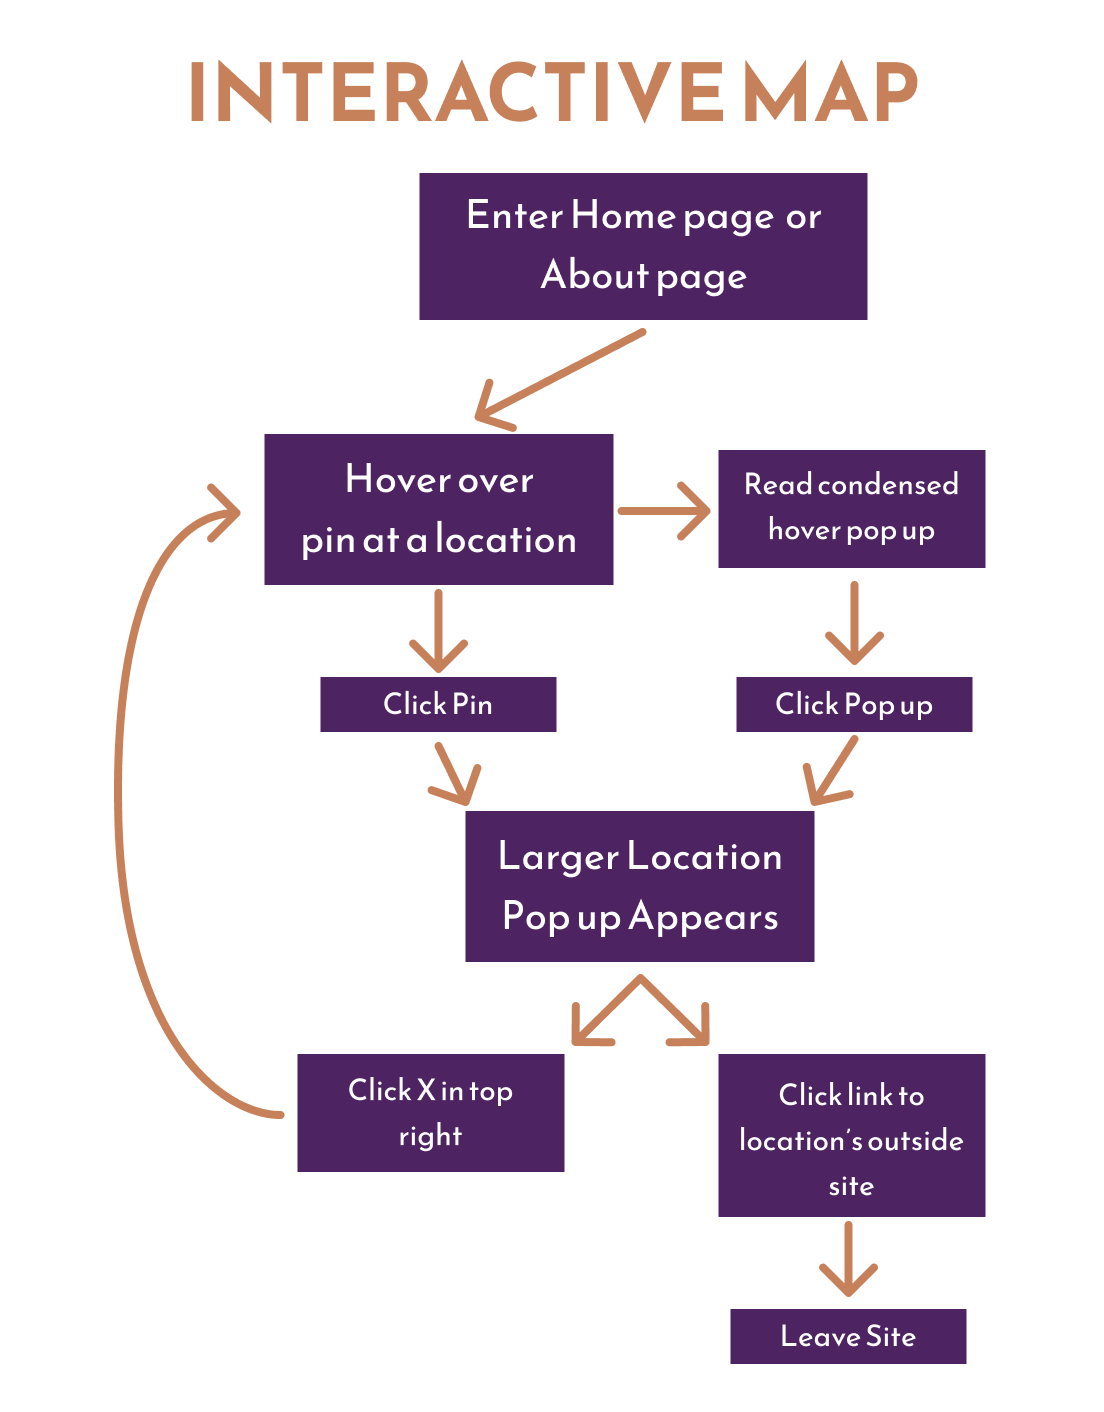 INTERACTIVE MAP
Enter Home page or
About page
Hover over
pin at a location
Read condensed
hover pop up
Click Pin
Click Pop up
Larger Location
Pop up Appears
Click X in top
right
Click link to
location's outside
site
Leave Site